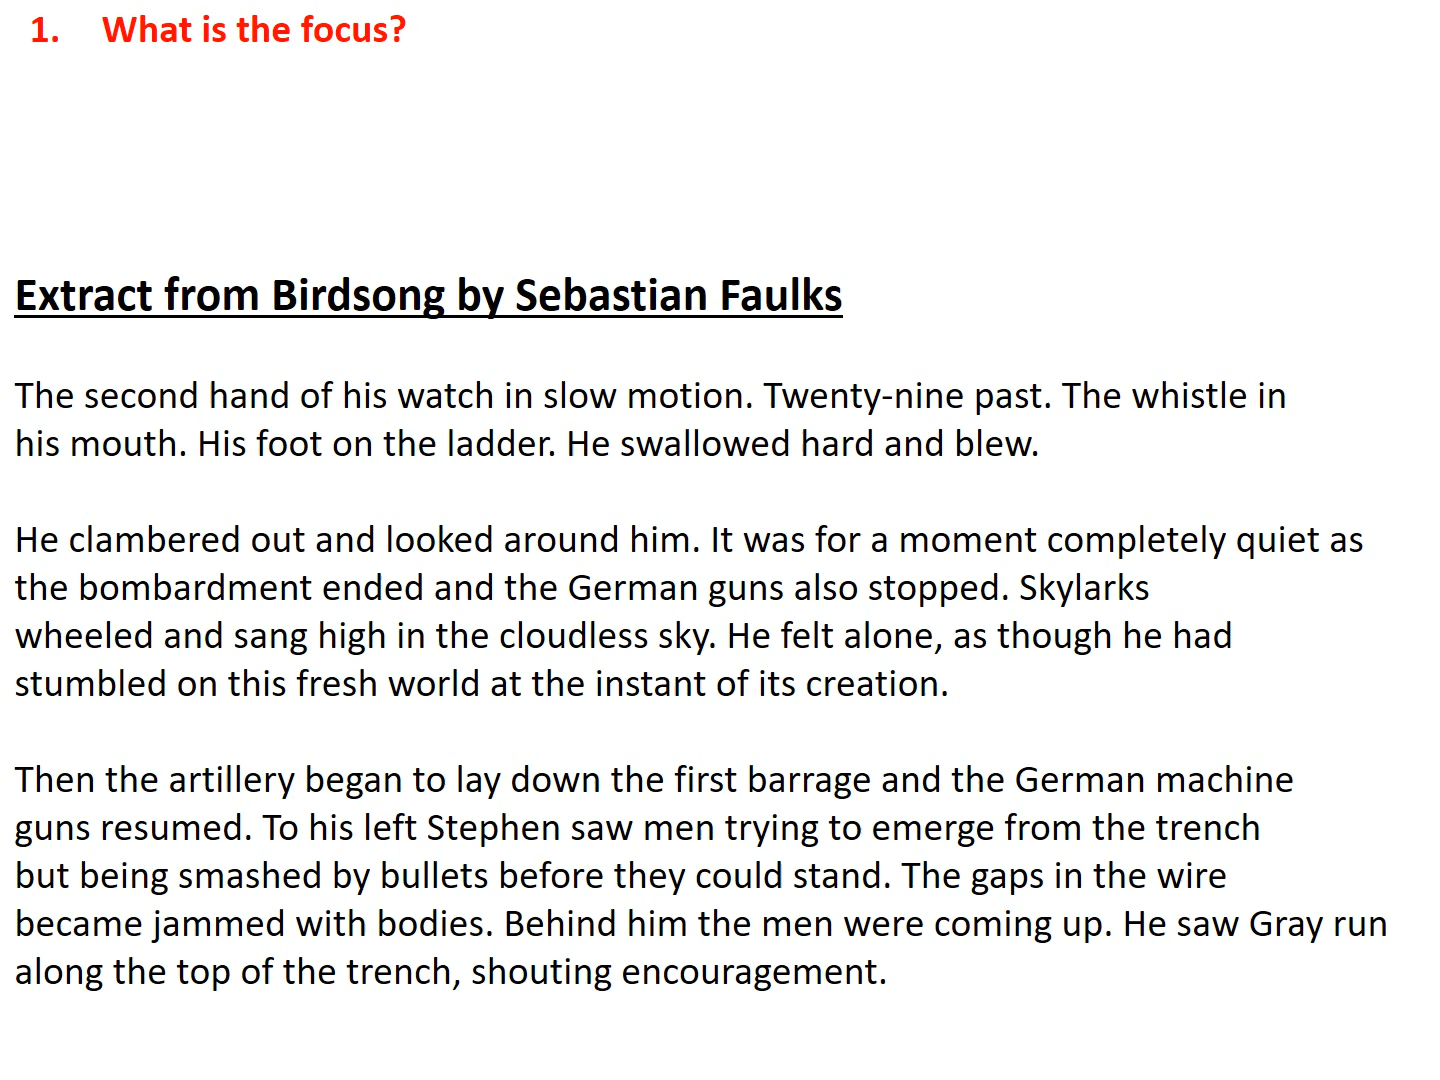 1. What is the focus?
Extract from Birdsong by Sebastian Faulks
The second hand of his watch in slow motion. Twenty-nine past. The whistle in
his mouth. His foot on the ladder. He swallowed hard and blew.
He clambered out and looked around him. It was for a moment completely quiet as
the bombardment ended and the German guns also stopped. Skylarks
wheeled and sang high in the cloudless sky. He felt alone, as though he had
stumbled on this fresh world at the instant of its creation.
Then the artillery began to lay down the first barrage and the German machine
guns resumed. To his left Stephen saw men trying to emerge from the trench
but being smashed by bullets before they could stand. The gaps in the wire
became jammed with bodies. Behind him the men were coming up. He saw Gray run
along the top of the trench, shouting encouragement.